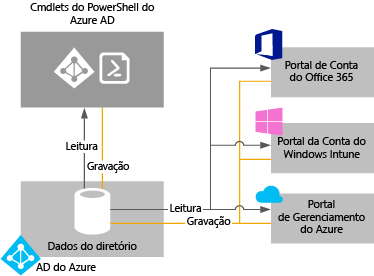 Cmdlets do PowerShell do
Azure AD
Leitura
Gravação
Dados do diretório
AD do Azure
Leitura
Gravação
Portal de Conta
do Office 365
Portal da Conta do
Windows Intune
Portal
de Gerenciamento
do Azure